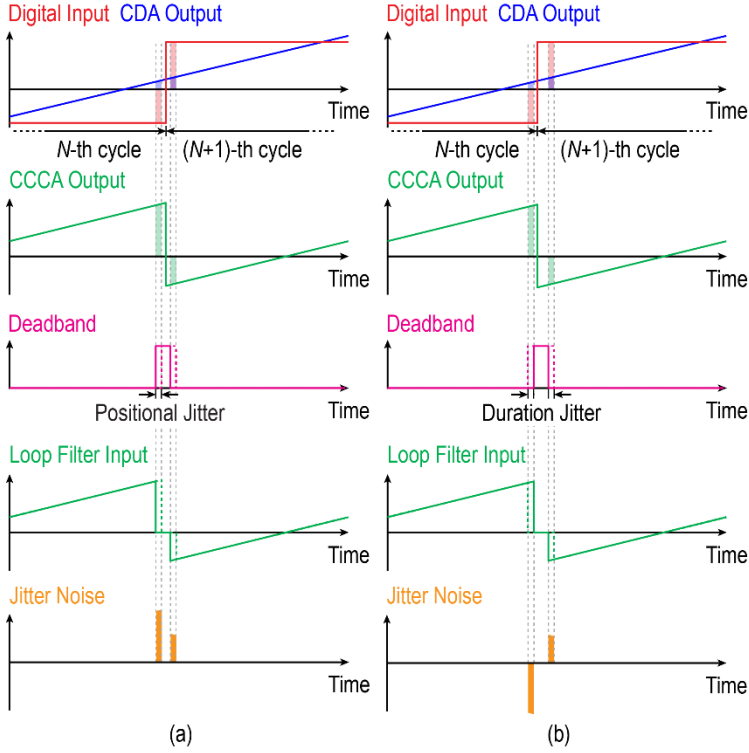 Digital Input CDA Output
Time
N-th cycle (N+1)-th cycle
CCCA Output
Time
Deadband
Positional Jitter
Time
Loop Filter Input
Time
Jitter Noise
Time
(a)
Digital Input CDA Output
Time
N-th cycle (N+1)-th cycle
CCCA Output
Time
Deadband
Duration Jitter
Time
Loop Filter Input
Time
Jitter Noise
Time
(b)